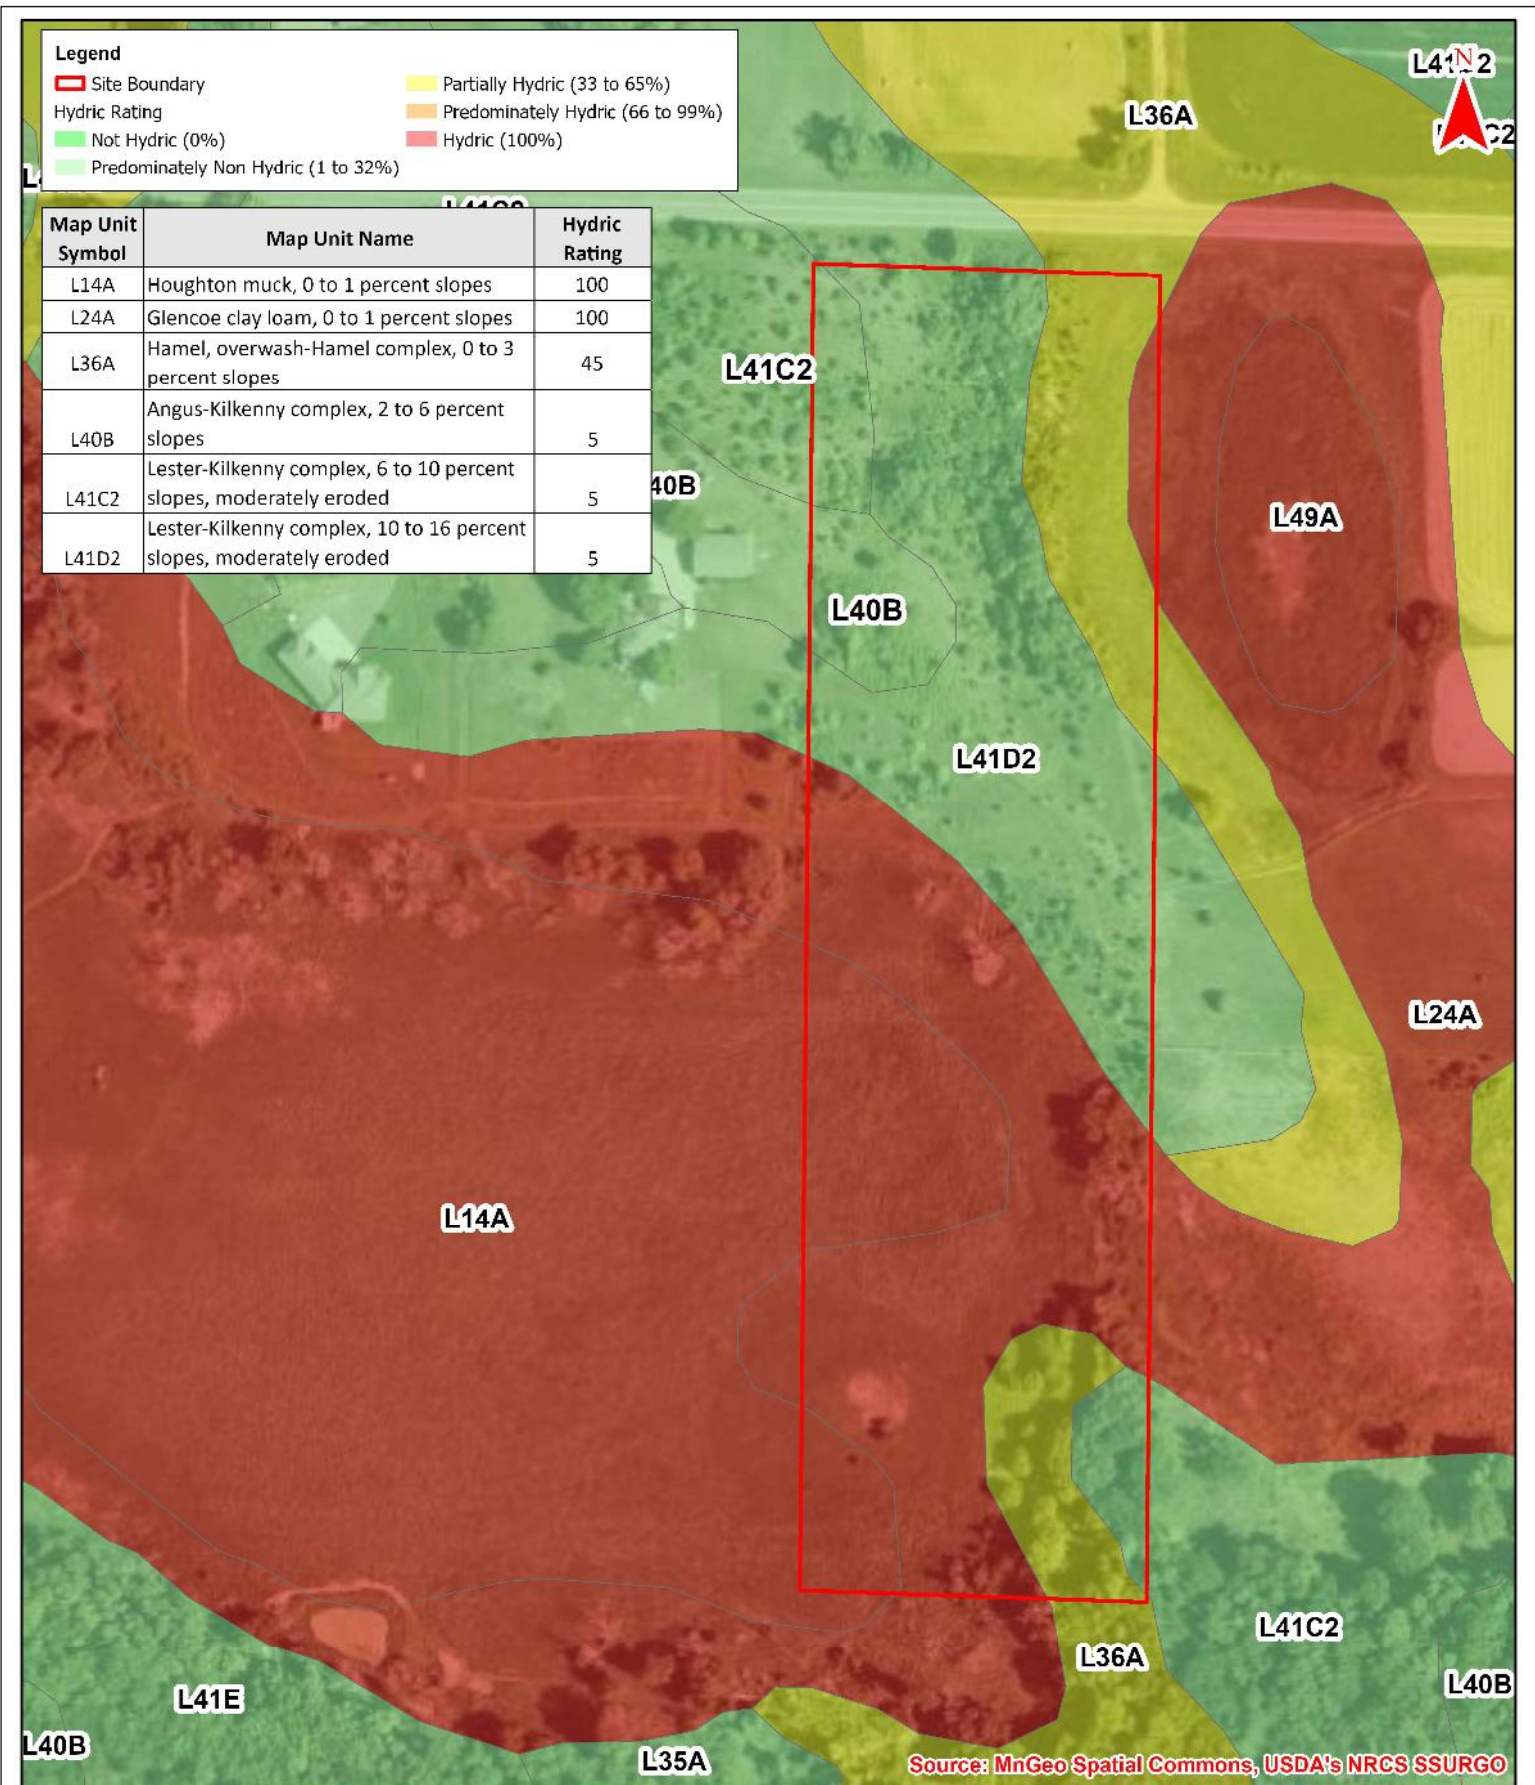 Legend
Site Boundary
Hydric Rating
Not Hydric (0%)
Predominately Non Hydric (1 to 32%)
Partially Hydric (33 to 65%)
Predominately Hydric (66 to 99%)
Hydric (100%)
N
L36A
Map Unit Symbol Map Unit Name Hydric Rating
L14A Houghton muck, 0 to 1 percent slopes 100
L24A Glencoe clay loam, 0 to 1 percent slopes 100
L36A Hamel, overwash-Hamel complex, 0 to 3
percent slopes 45
L40B Angus-Kilkenny complex, 2 to 6 percent
slopes 5
L41C2 Lester-Kilkenny complex, 6 to 10 percent
slopes, moderately eroded 5
L41D2 Lester-Kilkenny complex, 10 to 16 percent
slopes, moderately eroded 5
L41C2
40B
L49A
L40B
L41D2
L24A
L14A
L41C2
L36A
L40B
L41E
L40B
L35A
Source: MnGeo Spatial Commons, USDA's NRCS SSURGO